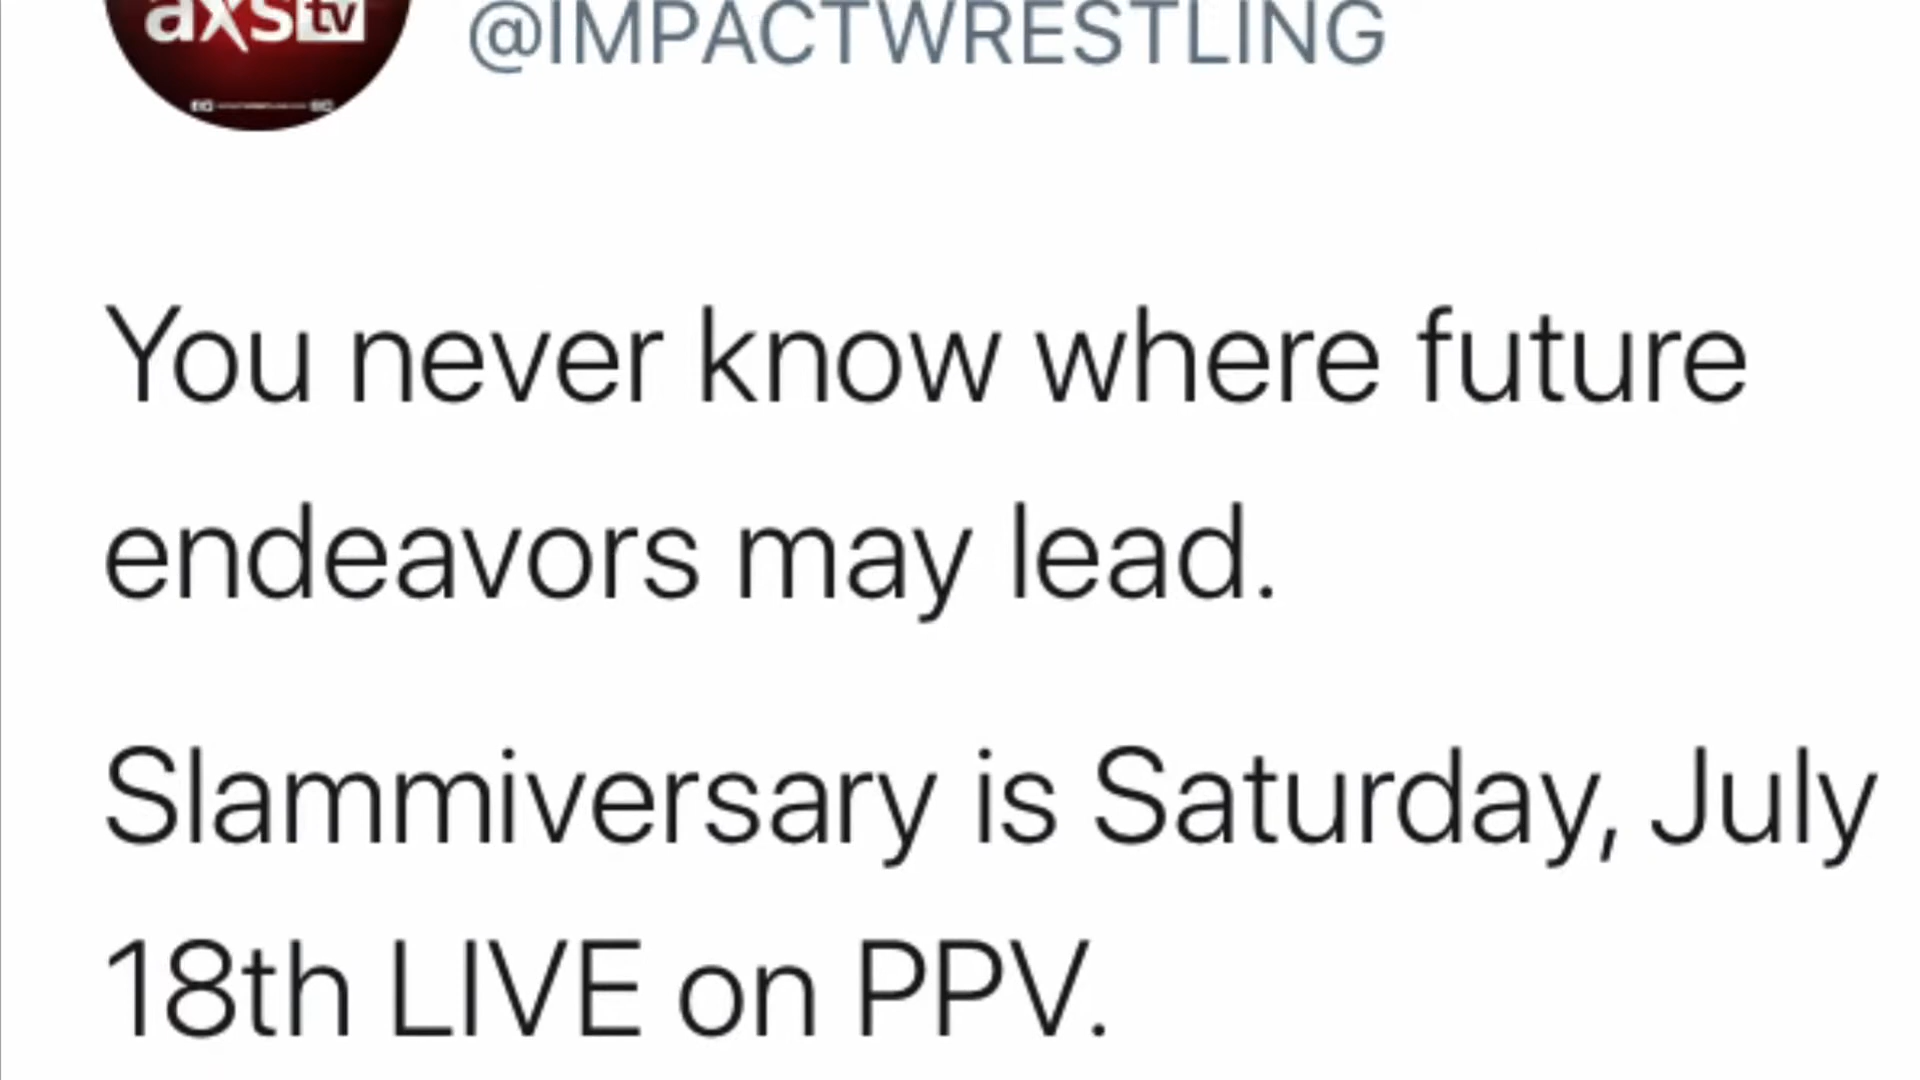 axs tv
@IMPACTWRESTLING
You never know where future
endeavors may lead.
Slammiversary is Saturday, July
18th LIVE on PPV.